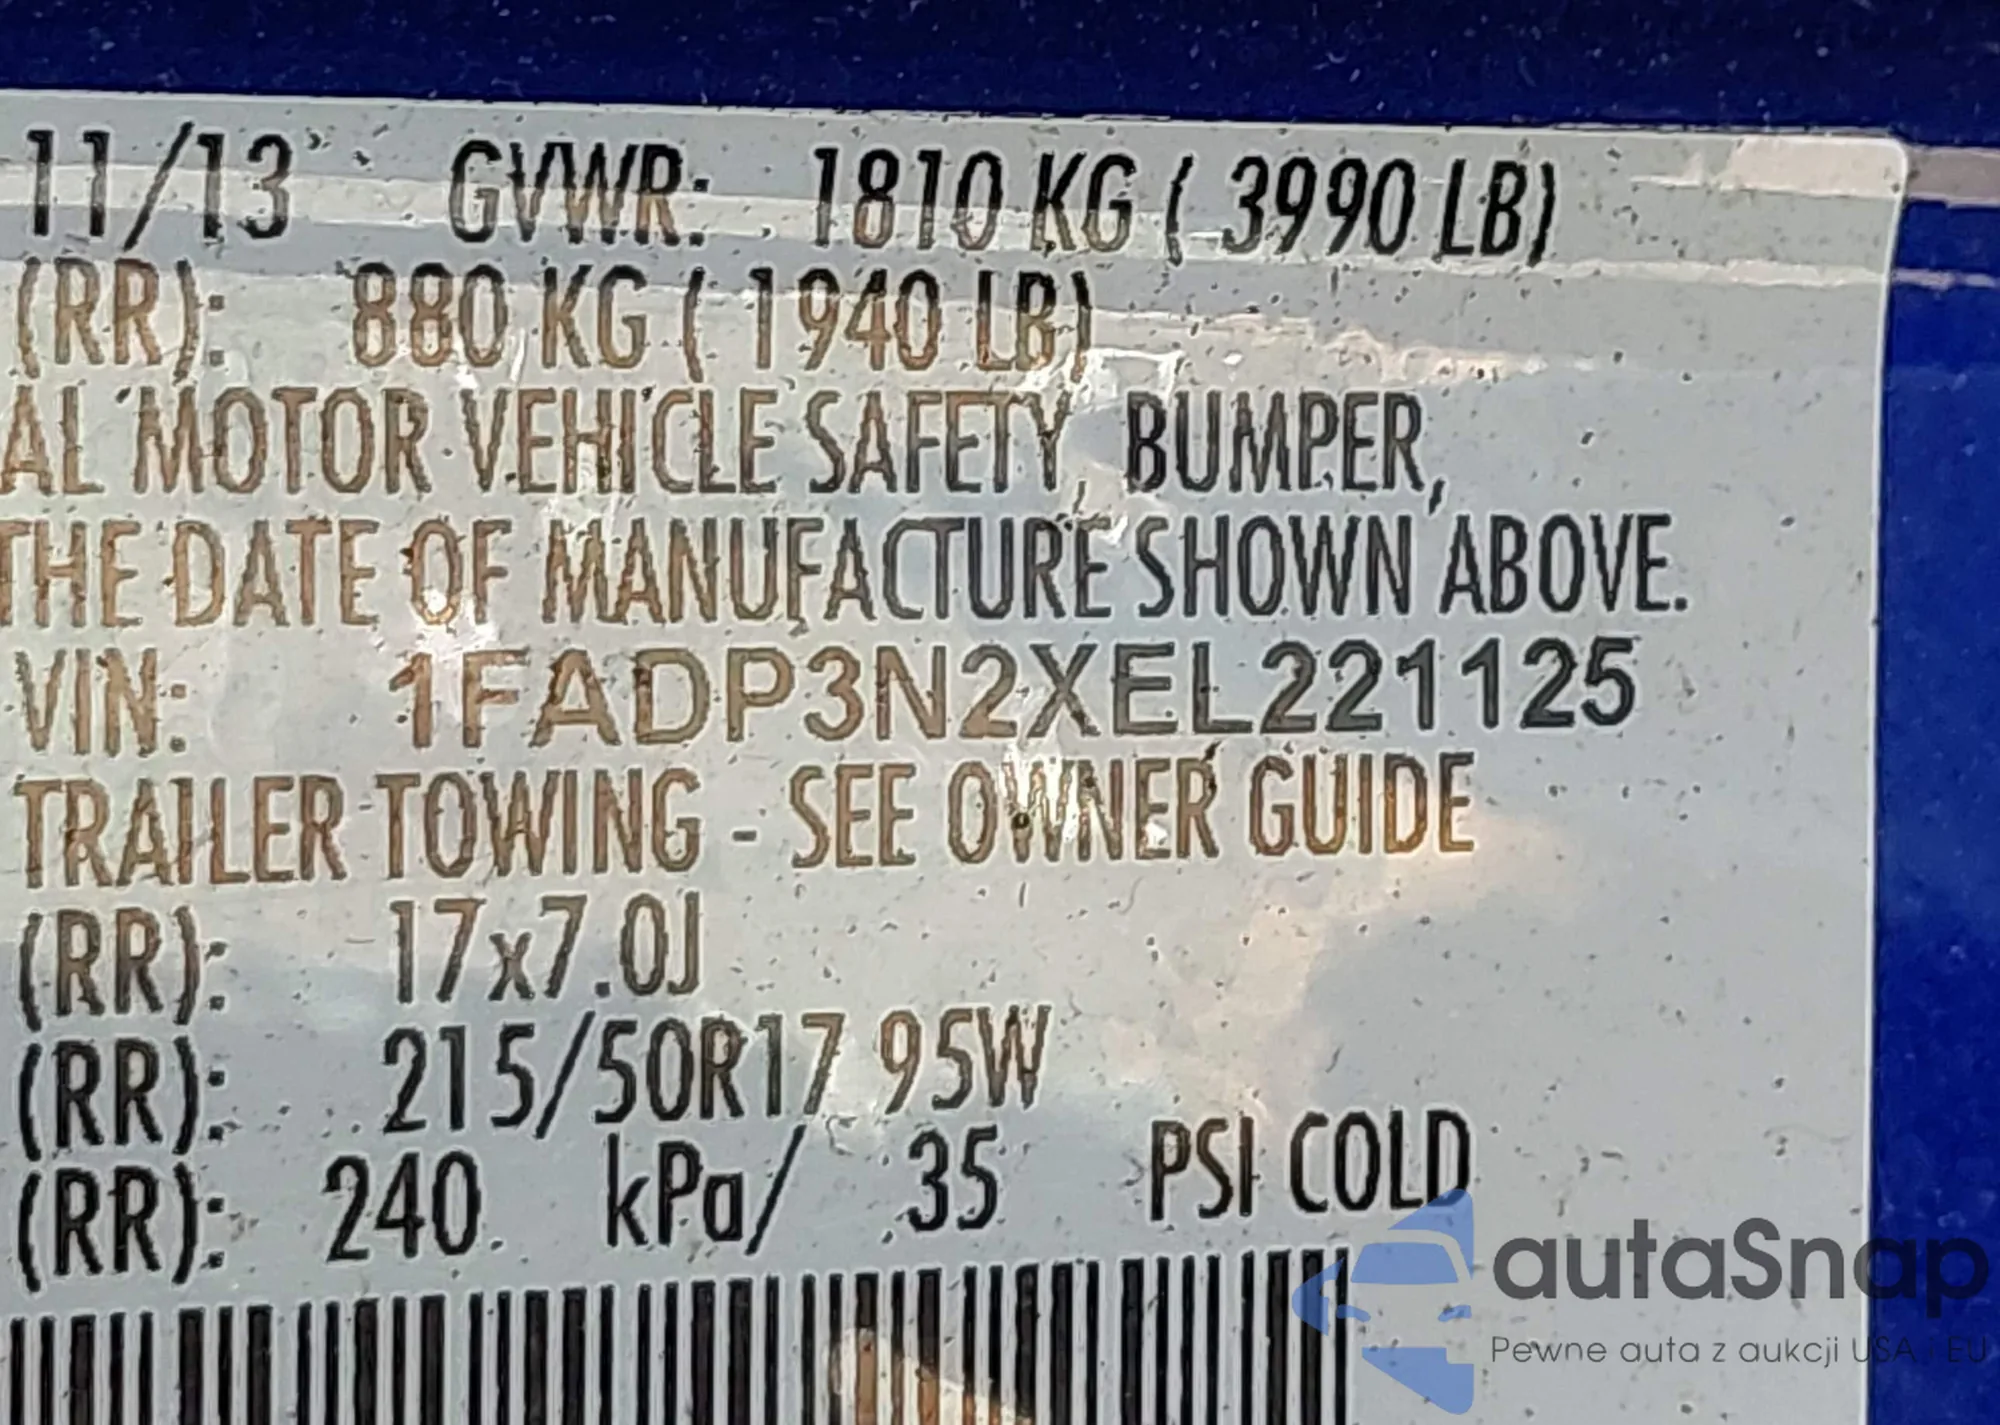 11/13 GVWR: 1810 KG ( 3990 LB)
(RR): 880 KG ( 1940 LB)
AL MOTOR VEHICLE SAFETY, BUMPER,
THE DATE OF MANUFACTURE SHOWN ABOVE.
VIN: 1FADP3N2XEL221125
TRAILER TOWING - SEE OWNER GUIDE
(RR): 17x7.0J
(RR): 215/50R17 95W
(RR): 240 kPa/ 35 PSI COLD
autaSnap
Pewne auta z aukcji USA i EU